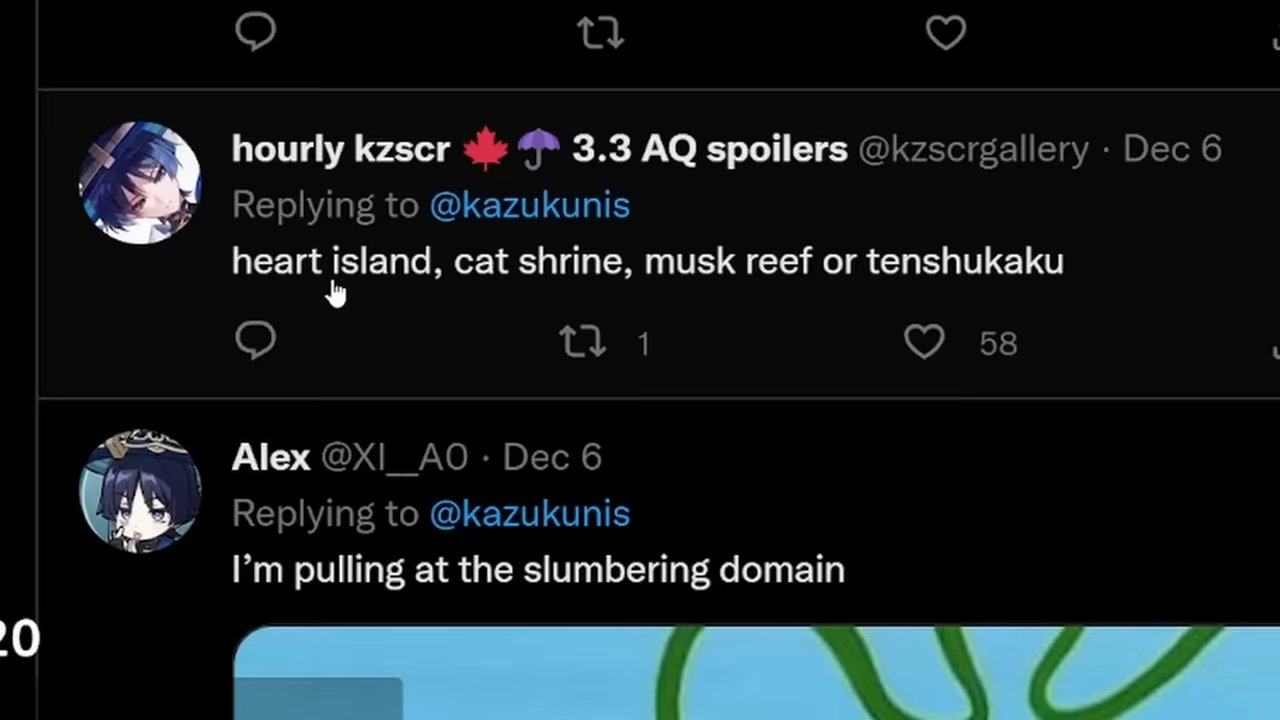 hourly kzscr 🍁☂️ 3.3 AQ spoilers @kzscrgallery · Dec 6
Replying to @kazukunis
heart island, cat shrine, musk reef or tenshukaku
1 58
Alex @XI__A0 · Dec 6
Replying to @kazukunis
I’m pulling at the slumbering domain
20